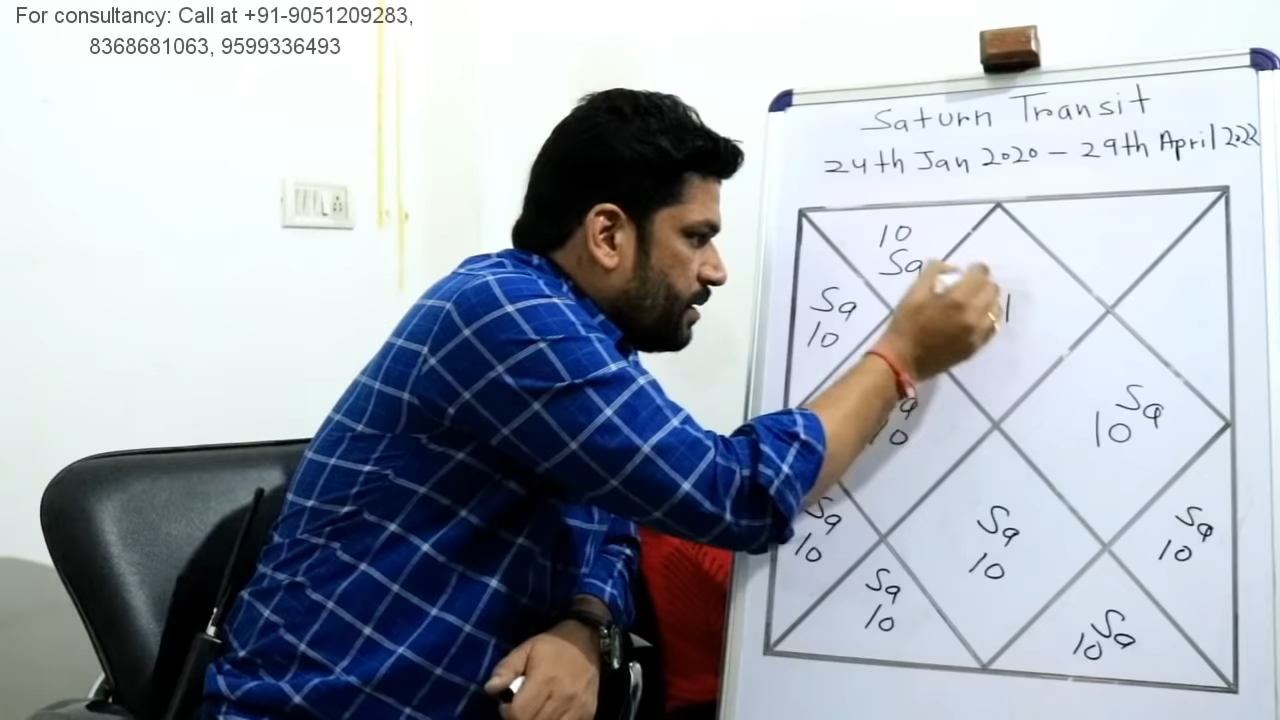 For consultancy: Call at +91-9051209283,
8368681063, 9599336493
Saturn Transit
24th Jan 2020 - 29th April 2022
10
Sa
Sa
10
1
Sa
10
10
Sa
10
Sa
10
Sa
10
Sa
10
Sa
10